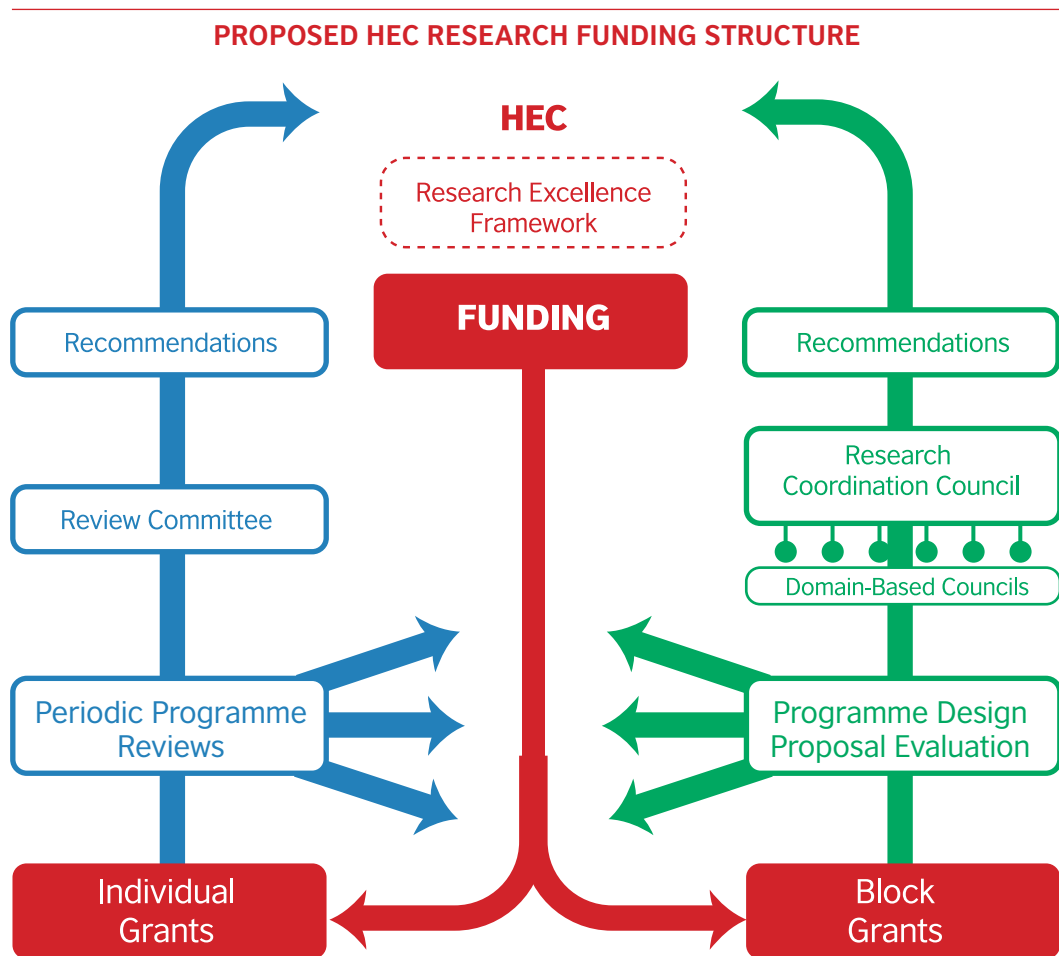 PROPOSED HEC RESEARCH FUNDING STRUCTURE
HEC
Research Excellence
Framework
FUNDING
Recommendations
Review Committee
Periodic Programme
Reviews
Individual
Grants
Recommendations
Research
Coordination Council
Domain-Based Councils
Programme Design
Proposal Evaluation
Block
Grants